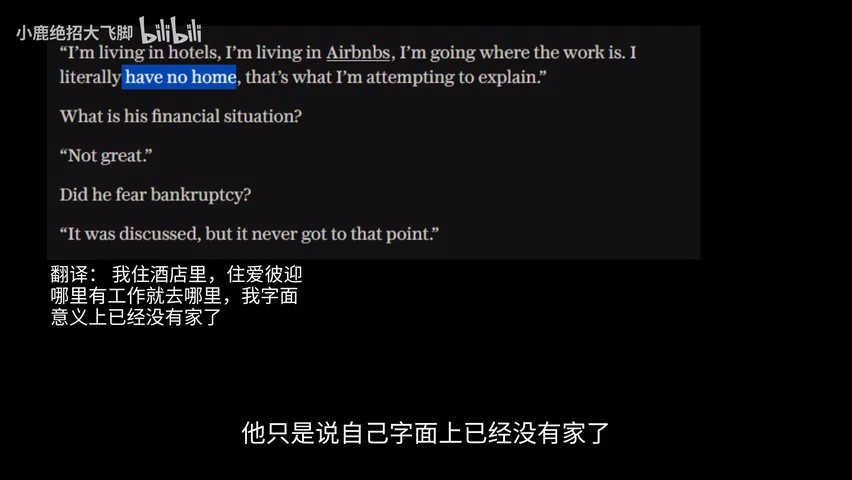 小鹿绝招大飞脚 bilibili
“I’m living in hotels, I’m living in Airbnbs, I’m going where the work is. I
literally have no home, that’s what I’m attempting to explain.”
What is his financial situation?
“Not great.”
Did he fear bankruptcy?
“It was discussed, but it never got to that point.”
翻译： 我住酒店里，住爱彼迎
哪里有工作就去哪里，我字面
意义上已经没有家了
他只是说自己字面上已经没有家了